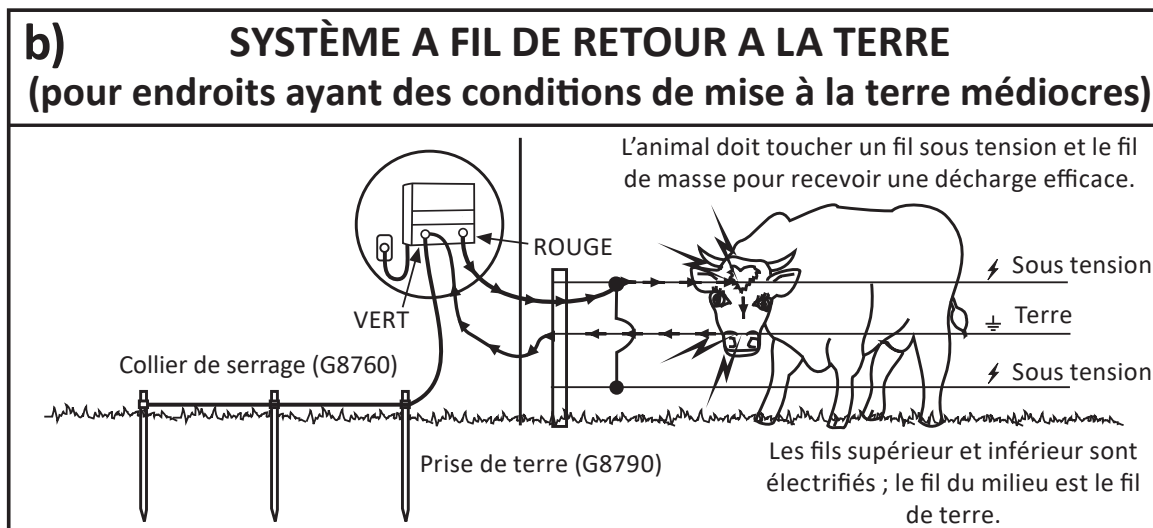 b) SYSTÈME A FIL DE RETOUR A LA TERRE
(pour endroits ayant des conditions de mise à la terre médiocres)
L'animal doit toucher un fil sous tension et le fil
de masse pour recevoir une décharge efficace.
ROUGE
VERT
Sous tension
Terre
Sous tension
Collier de serrage (G8760)
Prise de terre (G8790)
Les fils supérieur et inférieur sont
électrifiés ; le fil du milieu est le fil
de terre.